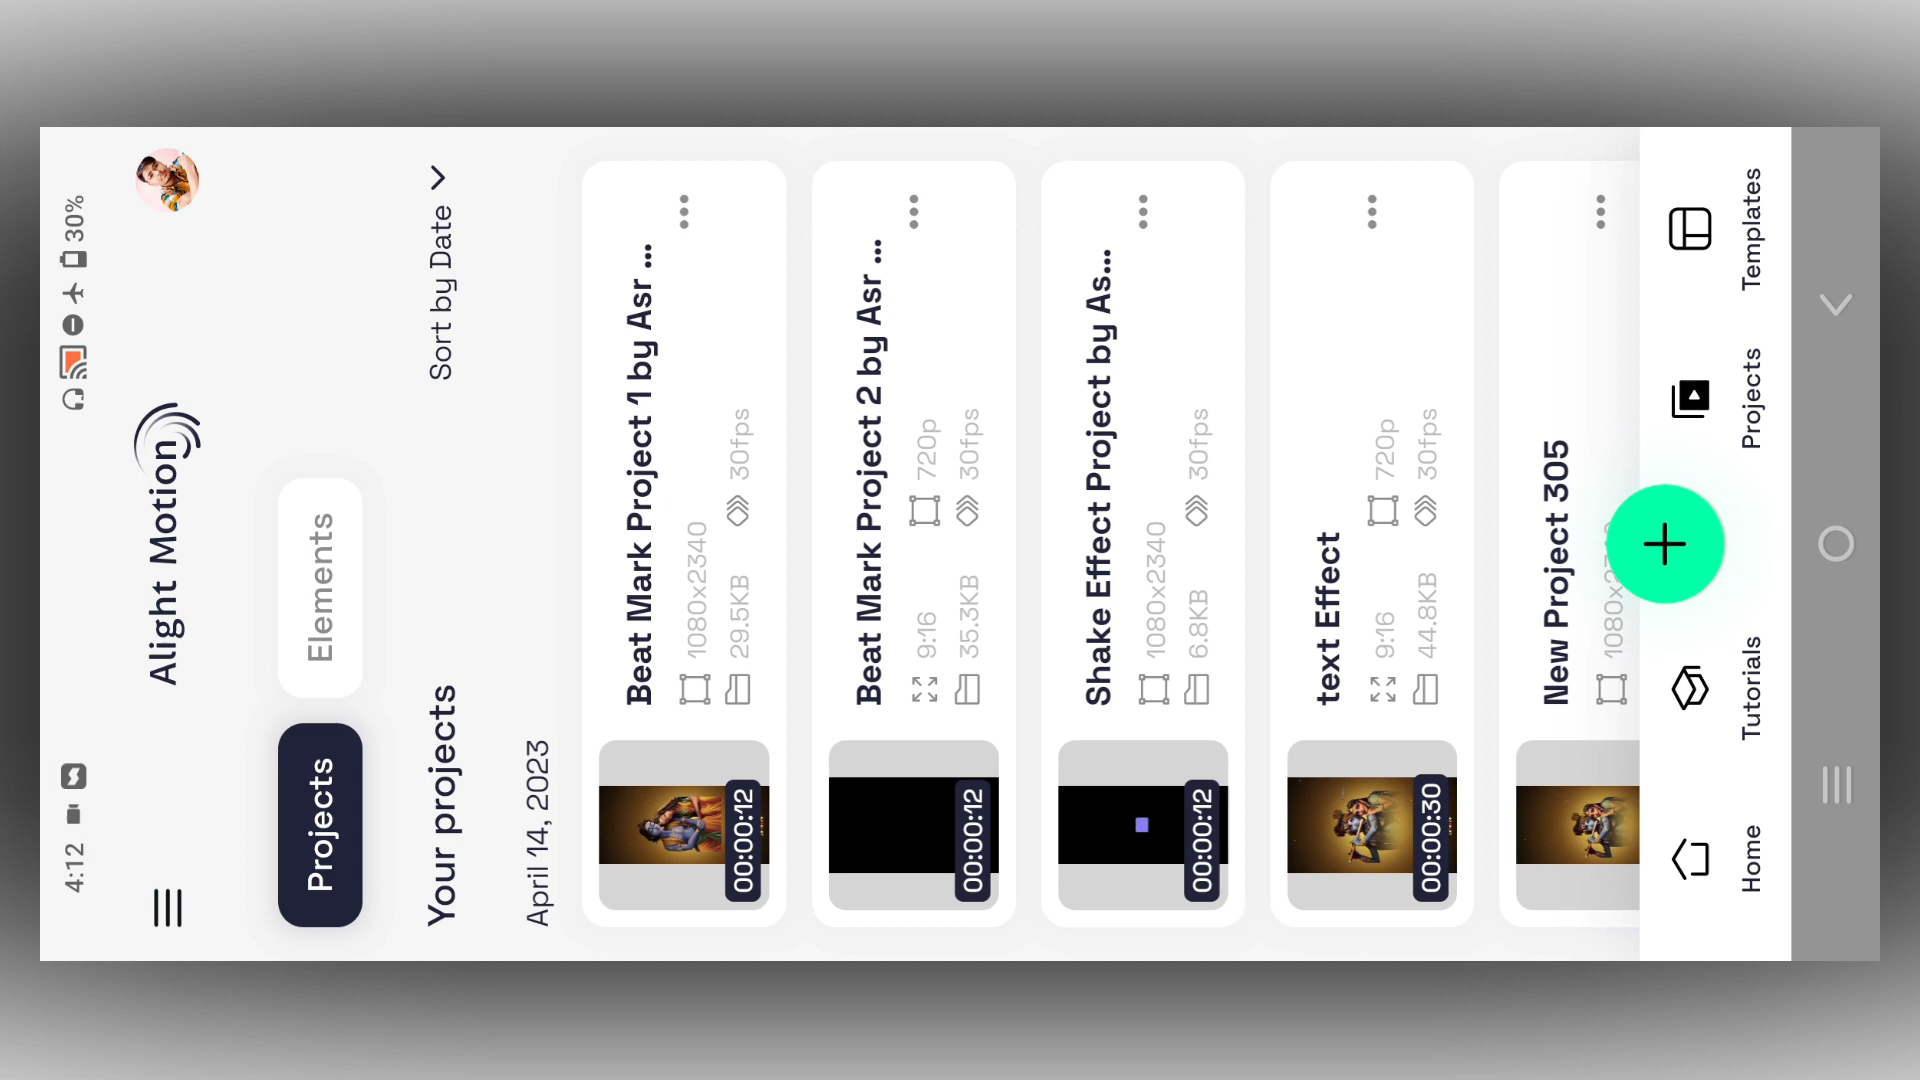 4:12 30%
Alight Motion
Projects Elements
Your projects Sort by Date
April 14, 2023
Beat Mark Project 1 by Asr ...
1080x2340
29.5KB 30fps
00:00:12
Beat Mark Project 2 by Asr ...
9:16 720p
35.3KB 30fps
00:00:12
Shake Effect Project by As...
1080x2340
6.8KB 30fps
00:00:12
text Effect
9:16 720p
44.8KB 30fps
00:00:30
New Project 305
Home Tutorials Projects Templates